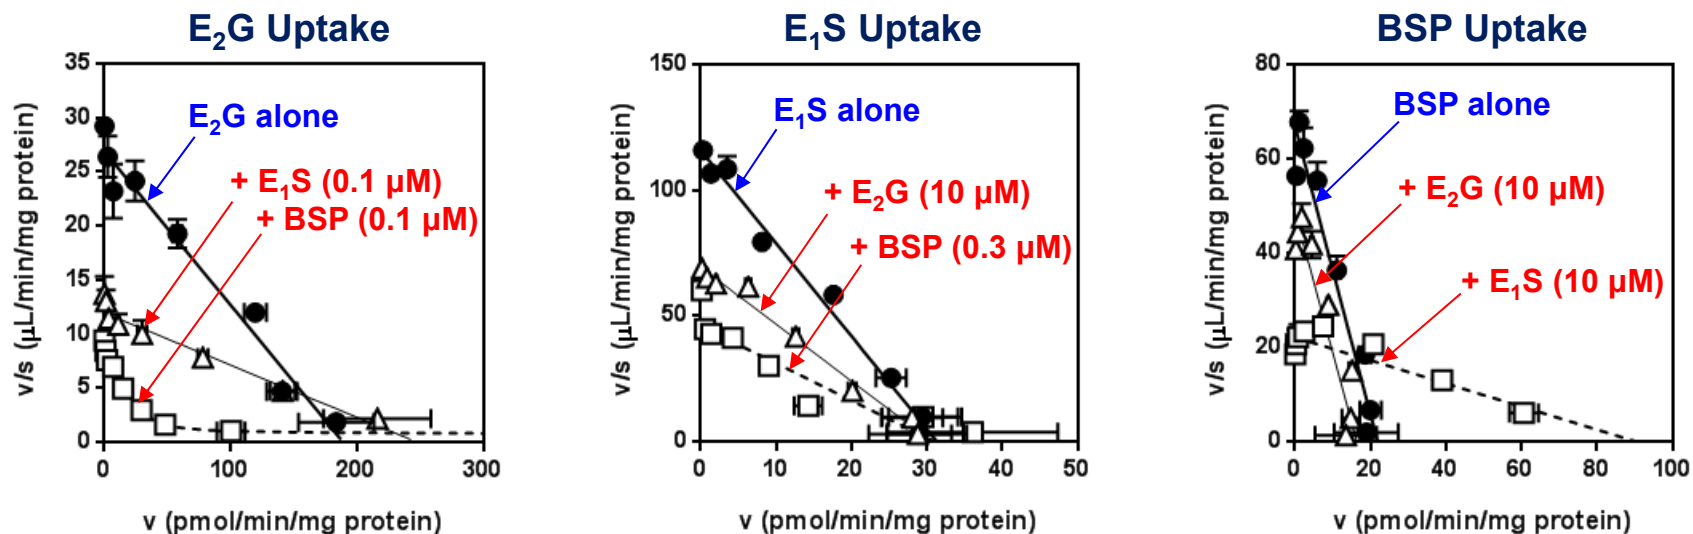 E₂G Uptake
35
30
25
20
15
10
5
0
0
100
200
300
v/s (μL/min/mg protein)
v (pmol/min/mg protein)
E₂G alone
+ E₁S (0.1 μM)
+ BSP (0.1 μM)
E₁S Uptake
150
100
50
0
0
10
20
30
40
50
v/s (μL/min/mg protein)
v (pmol/min/mg protein)
E₁S alone
+ E₂G (10 μM)
+ BSP (0.3 μM)
BSP Uptake
80
60
40
20
0
0
20
40
60
80
100
v/s (μL/min/mg protein)
v (pmol/min/mg protein)
BSP alone
+ E₂G (10 μM)
+ E₁S (10 μM)